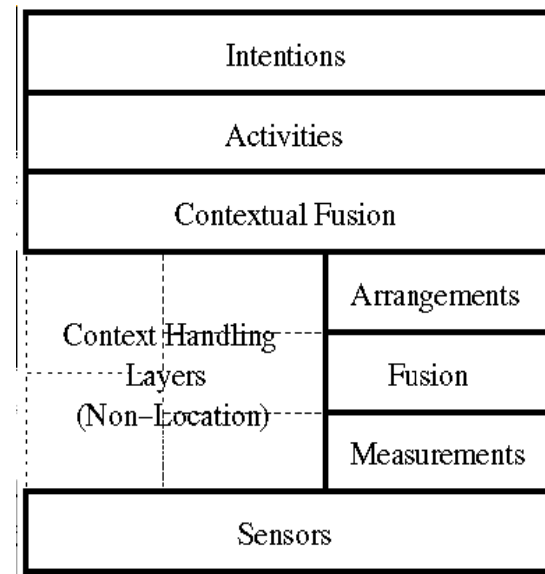 Intentions
Activities
Contextual Fusion
Arrangements
Context Handling
Layers
(Non–Location)
Fusion
Measurements
Sensors